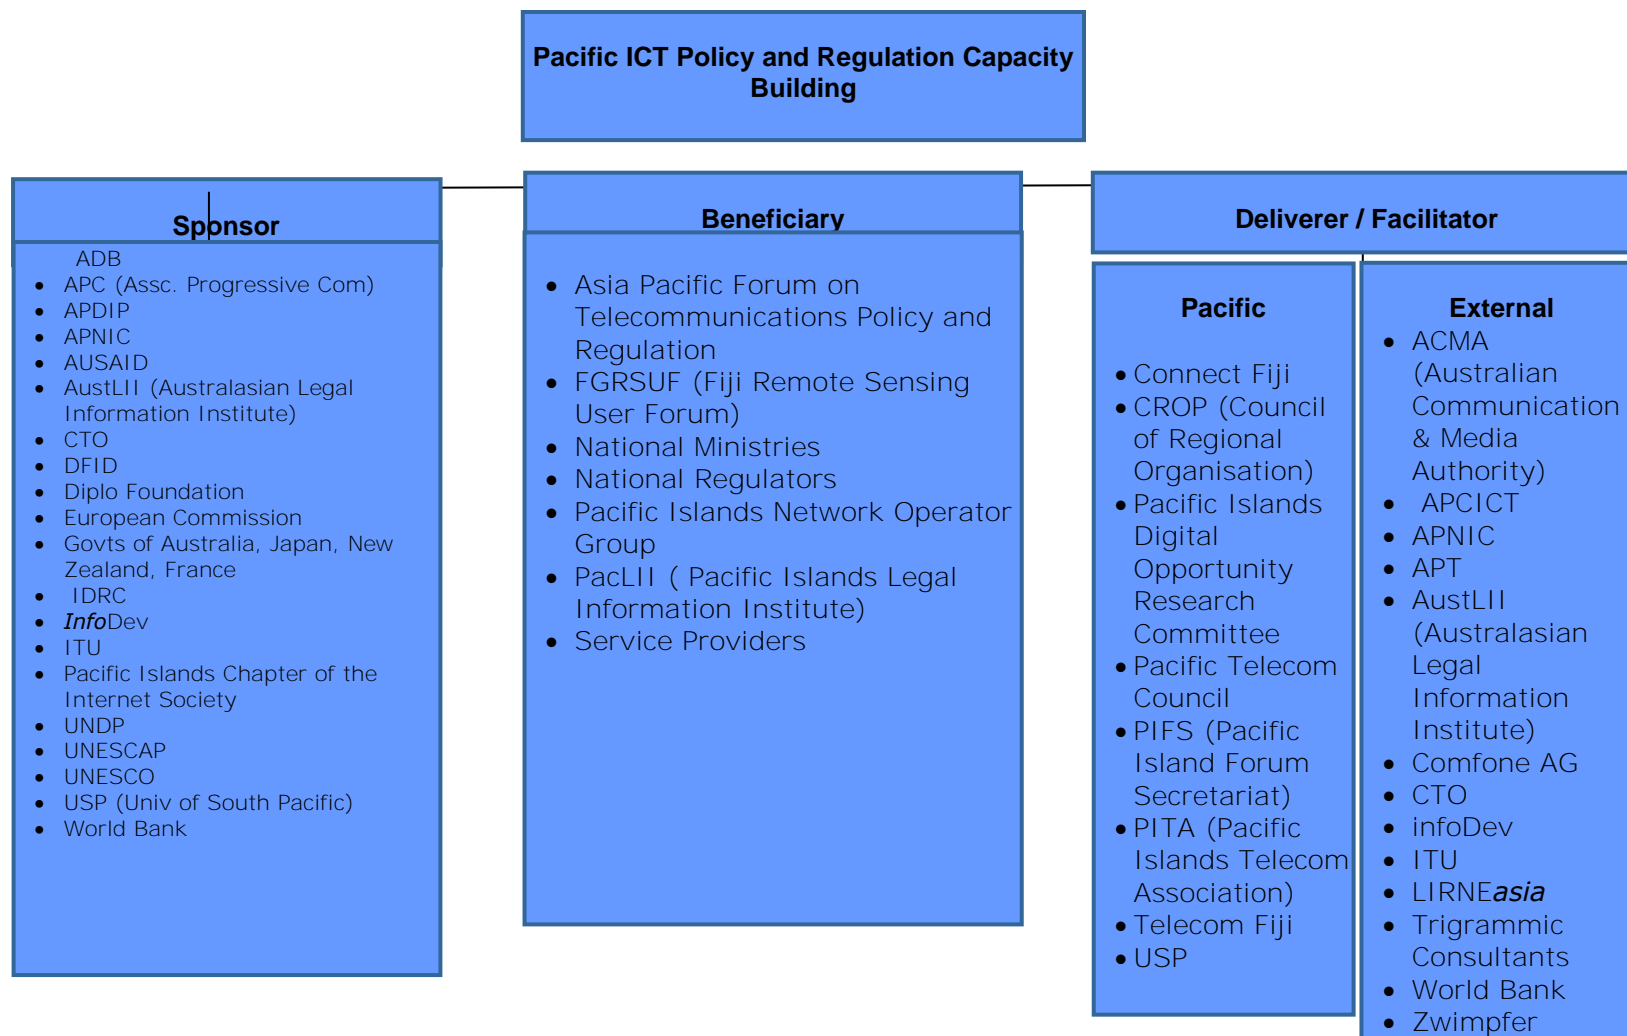 Pacific ICT Policy and Regulation Capacity
Building
Sponsor
ADB
• APC (Assc. Progressive Com)
• APDIP
• APNIC
• AUSAID
• AustLII (Australasian Legal
Information Institute)
• CTO
• DFID
• Diplo Foundation
• European Commission
• Govts of Australia, Japan, New
Zealand, France
• IDRC
• InfoDev
• ITU
• Pacific Islands Chapter of the
Internet Society
• UNDP
• UNESCAP
• UNESCO
• USP (Univ of South Pacific)
• World Bank
Beneficiary
• Asia Pacific Forum on
Telecommunications Policy and
Regulation
• FGRSUF (Fiji Remote Sensing
User Forum)
• National Ministries
• National Regulators
• Pacific Islands Network Operator
Group
• PacLII ( Pacific Islands Legal
Information Institute)
• Service Providers
Deliverer / Facilitator
Pacific
• Connect Fiji
• CROP (Council
of Regional
Organisation)
• Pacific Islands
Digital
Opportunity
Research
Committee
• Pacific Telecom
Council
• PIFS (Pacific
Island Forum
Secretariat)
• PITA (Pacific
Islands Telecom
Association)
• Telecom Fiji
• USP
External
• ACMA
(Australian
Communication
& Media
Authority)
• APCICT
• APNIC
• APT
• AustLII
(Australasian
Legal
Information
Institute)
• Comfone AG
• CTO
• infoDev
• ITU
• LIRNEasia
• Trigrammic
Consultants
• World Bank
• Zwimpfer